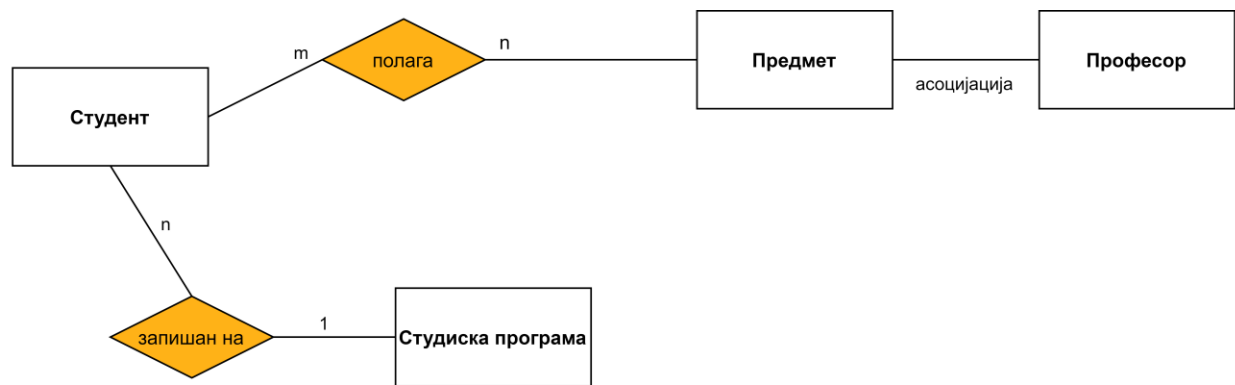 m
полага
n
Предмет
Професор
асоцијација
Студент
n
запишан на
1
Студиска програма